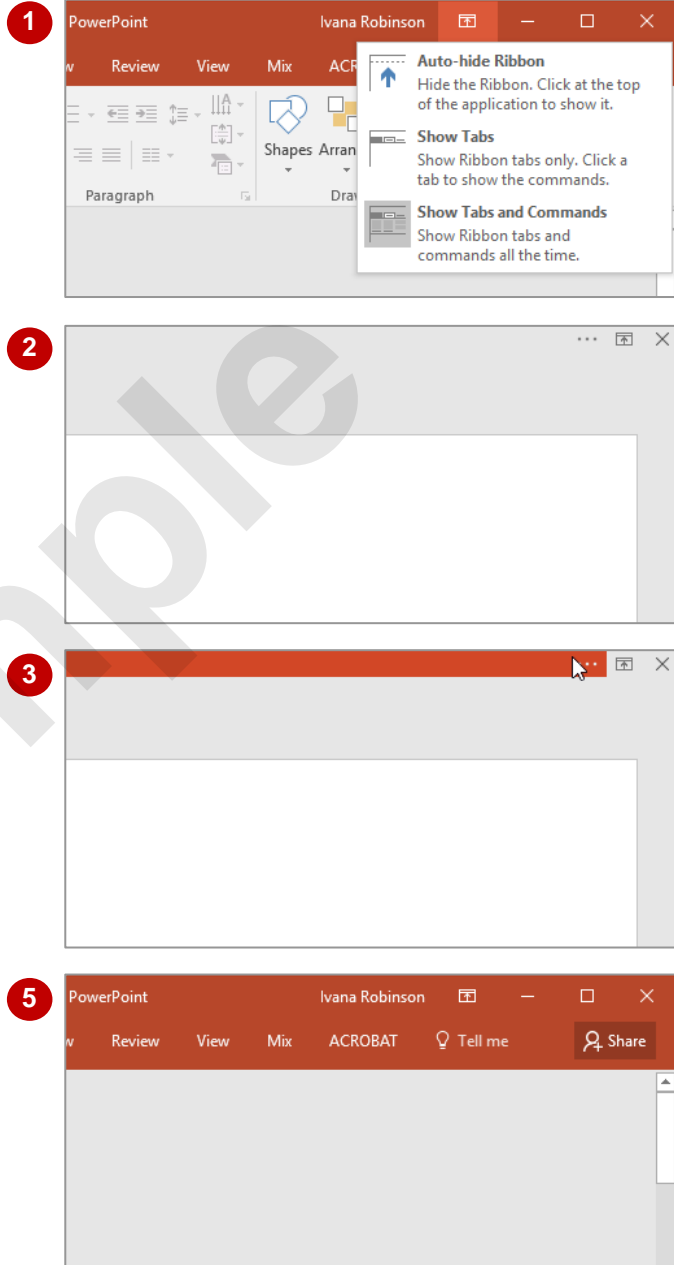 1
PowerPoint Ivana Robinson
w Review View Mix ACR
Auto-hide Ribbon
Hide the Ribbon. Click at the top
of the application to show it.
Show Tabs
Show Ribbon tabs only. Click a
tab to show the commands.
Show Tabs and Commands
Show Ribbon tabs and
commands all the time.
Shapes Arran
Paragraph Dra
2
3
5
PowerPoint Ivana Robinson
w Review View Mix ACROBAT Tell me Share
mple